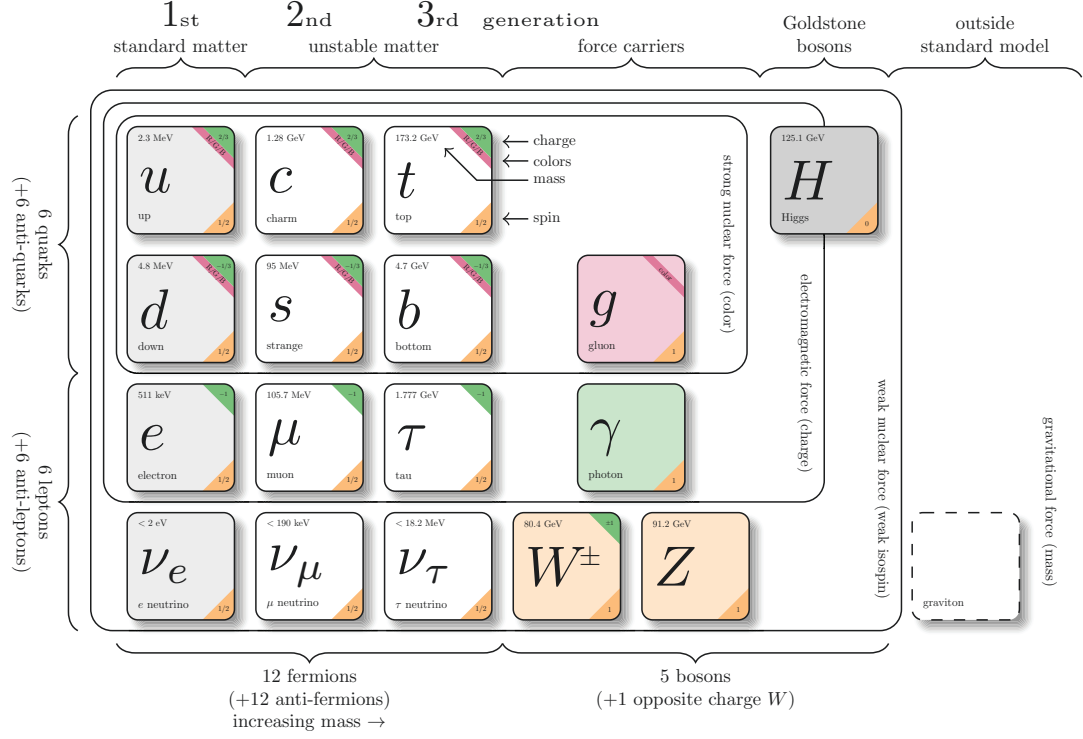 1st 2nd 3rd generation
standard matter
unstable matter
force carriers
Goldstone
bosons
outside
standard model
6 quarks
(+6 anti-quarks)
6 leptons
(+6 anti-leptons)
2.3 MeV
2/3
R/G/B
u
up
1/2
1.28 GeV
2/3
R/G/B
c
charm
1/2
173.2 GeV
2/3
R/G/B
t
top
1/2
charge
colors
mass
spin
strong nuclear force (color)
125.1 GeV
H
Higgs
0
4.8 MeV
−1/3
R/G/B
d
down
1/2
95 MeV
−1/3
R/G/B
s
strange
1/2
4.7 GeV
−1/3
R/G/B
b
bottom
1/2
color
g
gluon
1
electromagnetic force (charge)
511 keV
−1
e
electron
1/2
105.7 MeV
−1
μ
muon
1/2
1.777 GeV
−1
τ
tau
1/2
γ
photon
1
weak nuclear force (weak isospin)
gravitational force (mass)
< 2 eV
νe
e neutrino
1/2
< 190 keV
νμ
μ neutrino
1/2
< 18.2 MeV
ντ
τ neutrino
1/2
80.4 GeV
±1
W±
1
91.2 GeV
Z
1
graviton
12 fermions
(+12 anti-fermions)
increasing mass →
5 bosons
(+1 opposite charge W)